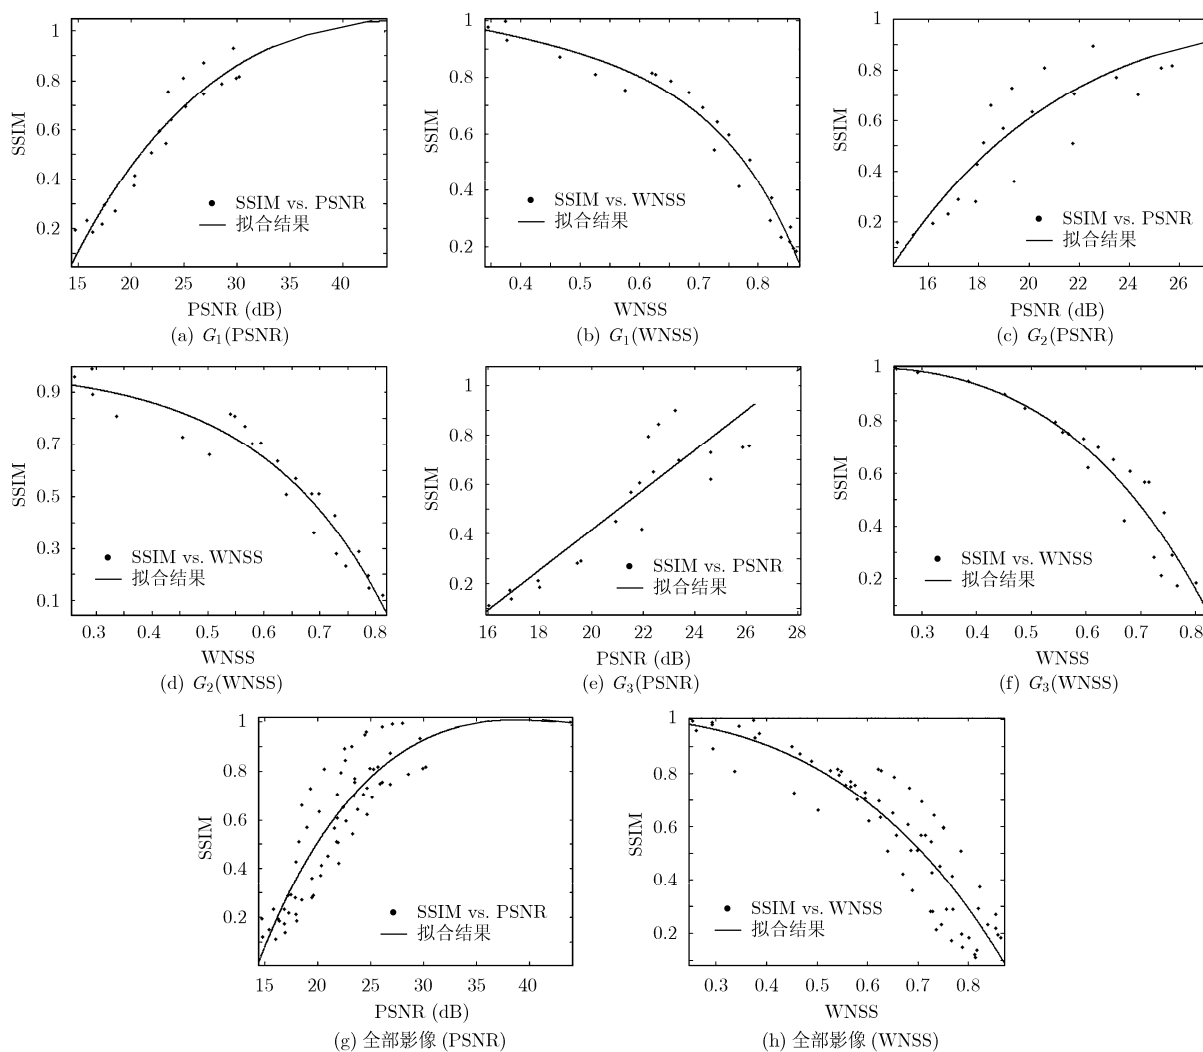 1
0.8
0.6
0.4
0.2
SSIM
SSIM vs. PSNR
拟合结果
15 20 25 30 35 40
PSNR (dB)
(a) G1(PSNR)
1
0.8
0.6
0.4
0.2
SSIM
SSIM vs. WNSS
拟合结果
0.4 0.5 0.6 0.7 0.8
WNSS
(b) G1(WNSS)
1
0.8
0.6
0.4
0.2
SSIM
SSIM vs. PSNR
拟合结果
16 18 20 22 24 26
PSNR (dB)
(c) G2(PSNR)
0.9
0.7
0.5
0.3
0.1
SSIM
SSIM vs. WNSS
拟合结果
0.3 0.4 0.5 0.6 0.7 0.8
WNSS
(d) G2(WNSS)
1
0.8
0.6
0.4
0.2
SSIM
SSIM vs. PSNR
拟合结果
16 18 20 22 24 26 28
PSNR (dB)
(e) G3(PSNR)
1
0.8
0.6
0.4
0.2
SSIM
SSIM vs. WNSS
拟合结果
0.3 0.4 0.5 0.6 0.7 0.8
WNSS
(f) G3(WNSS)
1
0.8
0.6
0.4
0.2
SSIM
SSIM vs. PSNR
拟合结果
15 20 25 30 35 40
PSNR (dB)
(g) 全部影像 (PSNR)
1
0.8
0.6
0.4
0.2
SSIM
SSIM vs. WNSS
拟合结果
0.3 0.4 0.5 0.6 0.7 0.8
WNSS
(h) 全部影像 (WNSS)